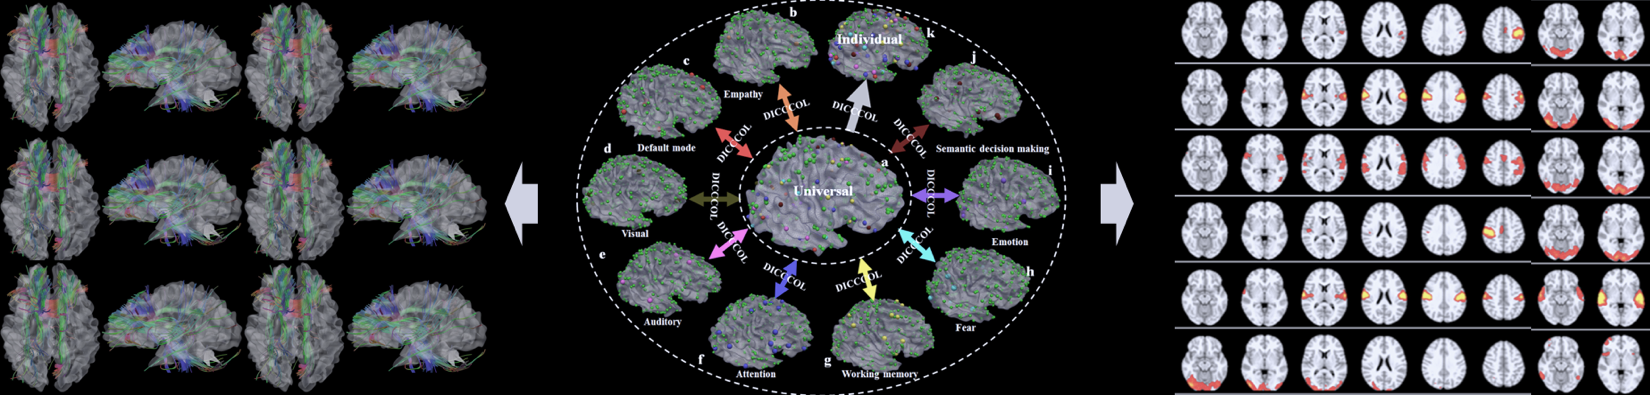 b
Individual
k
c
j
Empathy
DICCCOL
DICCCOL
DICCCOL
DICCCOL
Default mode
Semantic decision making
d
a
i
Universal
DICCCOL
DICCCOL
Visual
Emotion
e
DICCCOL
DICCCOL
h
DICCCOL
DICCCOL
Auditory
Fear
f
g
Attention
Working memory